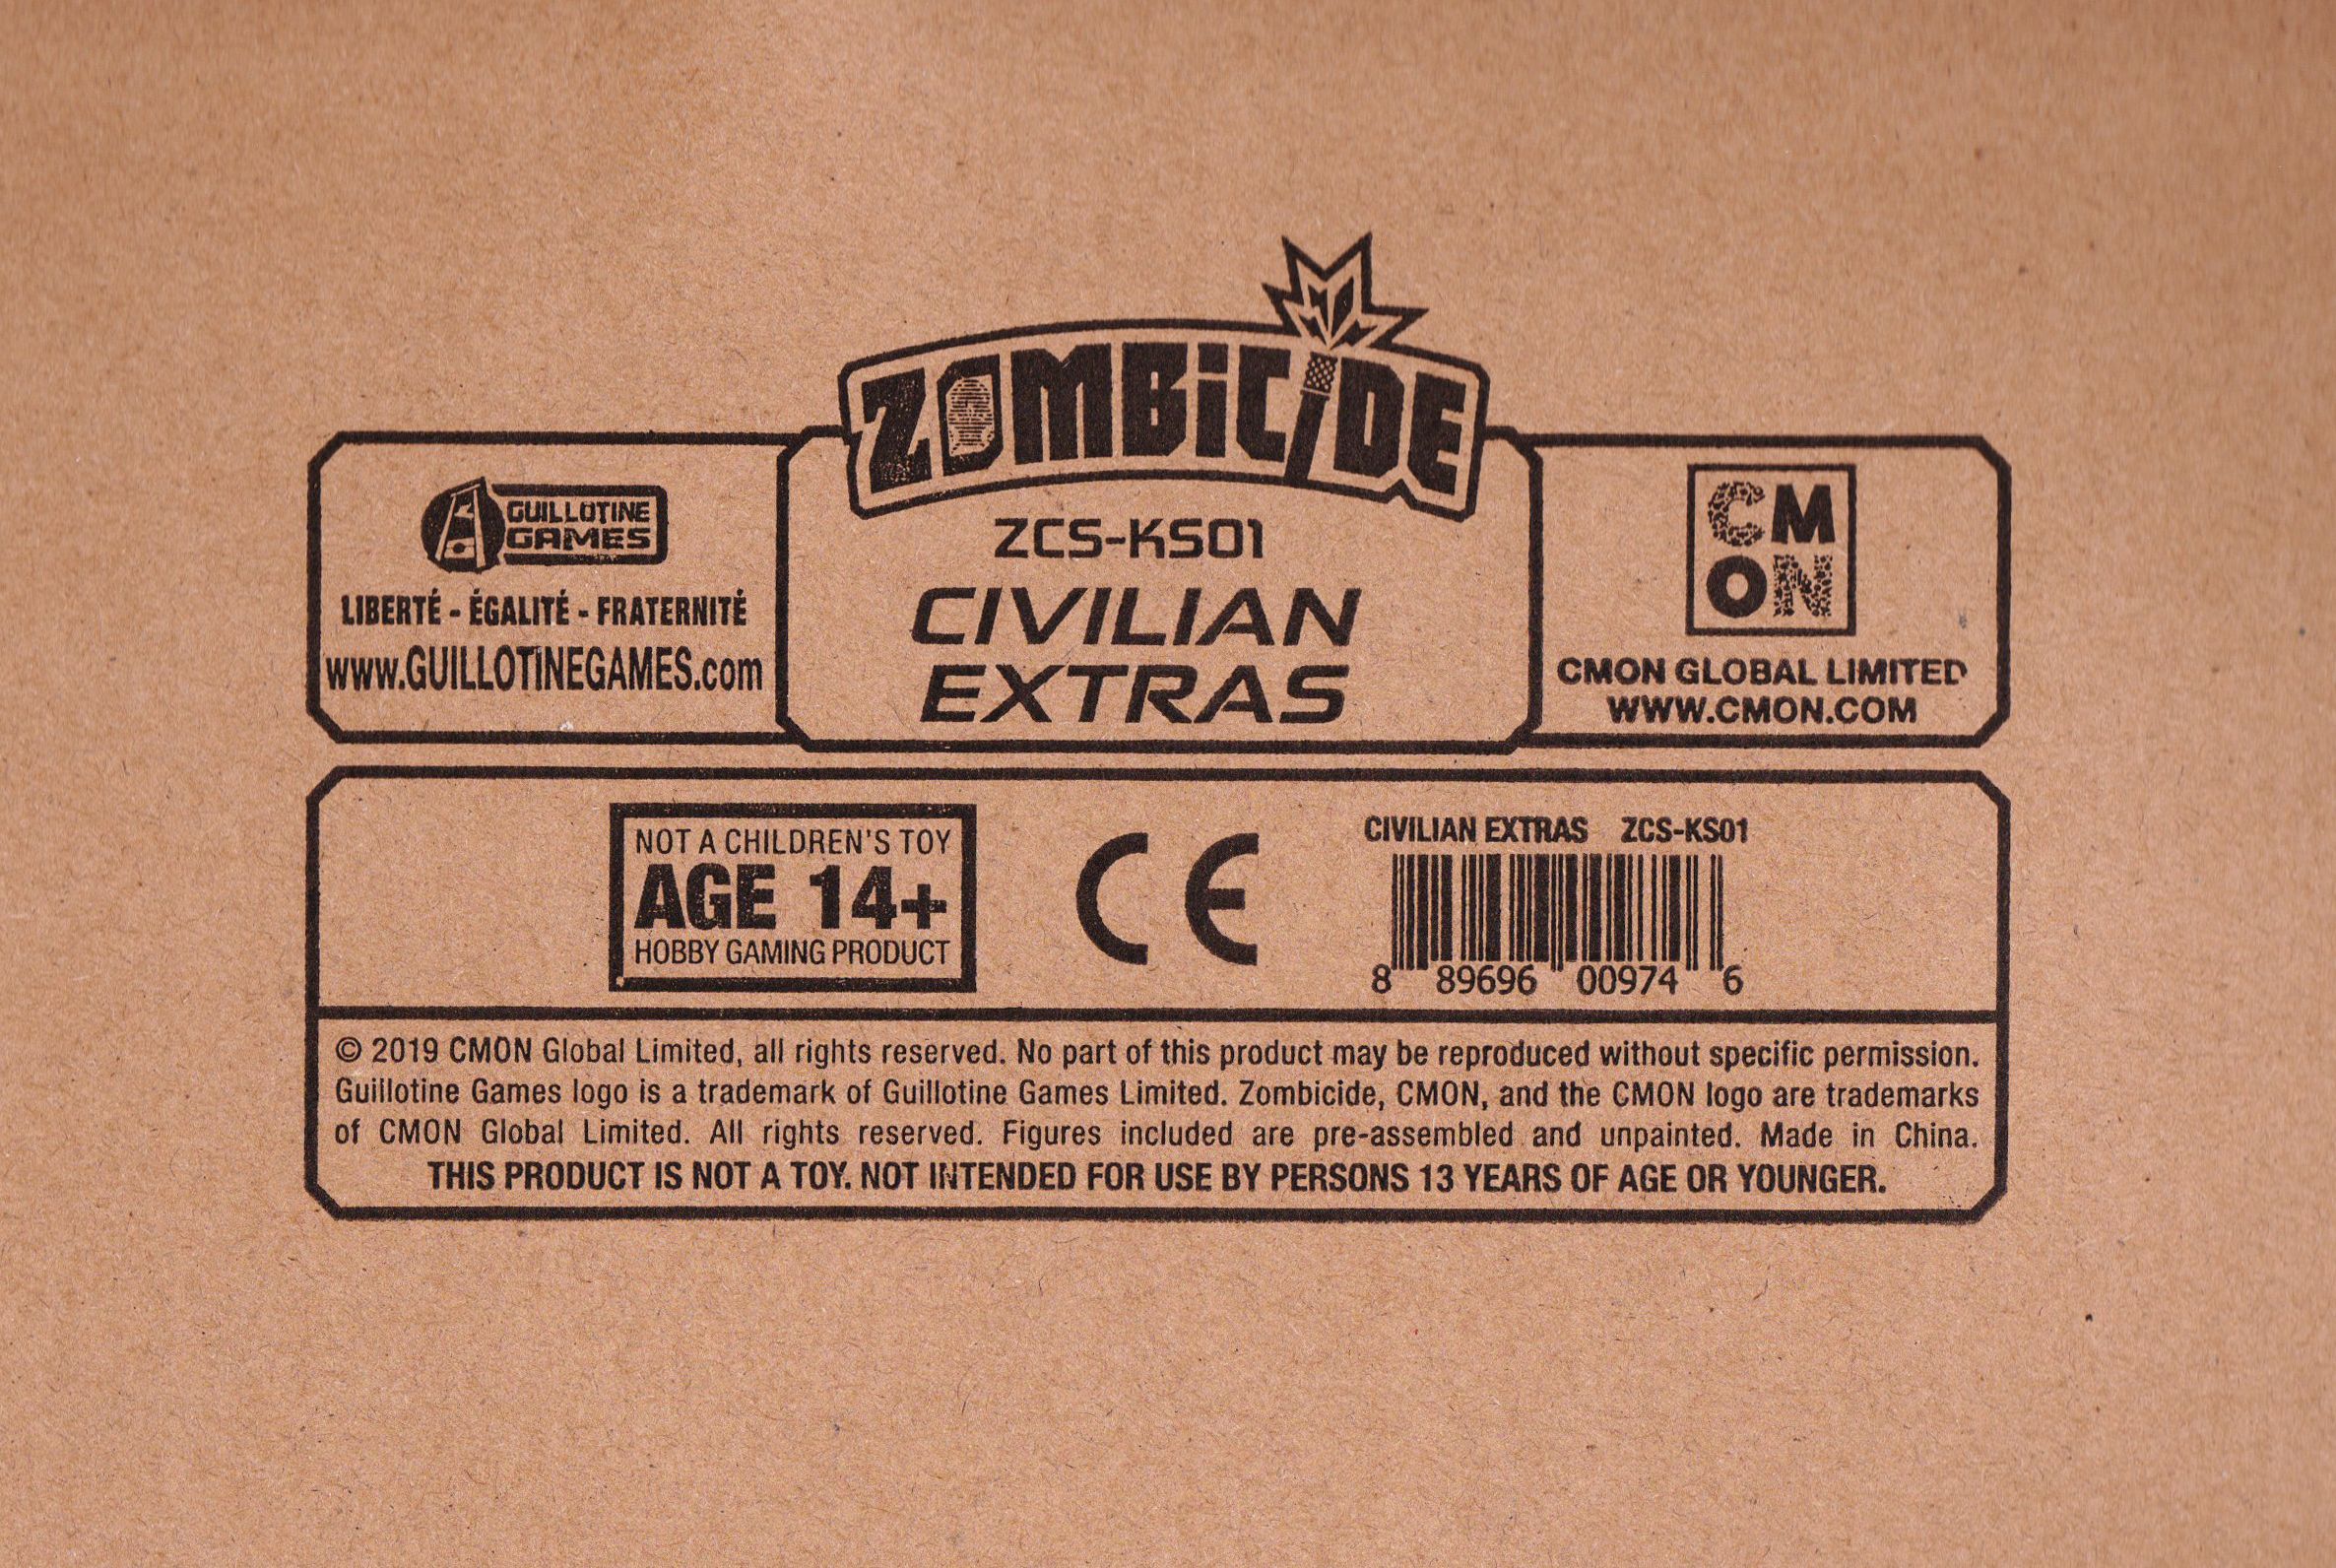 ZOMBiCiDE
GUILLOTINE
GAMES
LIBERTÉ - ÉGALITÉ - FRATERNITÉ
www.GUILLOTINEGAMES.com
ZCS-KS01
CIVILIAN
EXTRAS
CM
ON
CMON GLOBAL LIMITED
WWW.CMON.COM
NOT A CHILDREN'S TOY
AGE 14+
HOBBY GAMING PRODUCT
CE
CIVILIAN EXTRAS ZCS-KS01
8 89696 00974 6
© 2019 CMON Global Limited, all rights reserved. No part of this product may be reproduced without specific permission.
Guillotine Games logo is a trademark of Guillotine Games Limited. Zombicide, CMON, and the CMON logo are trademarks
of CMON Global Limited. All rights reserved. Figures included are pre-assembled and unpainted. Made in China.
THIS PRODUCT IS NOT A TOY. NOT INTENDED FOR USE BY PERSONS 13 YEARS OF AGE OR YOUNGER.